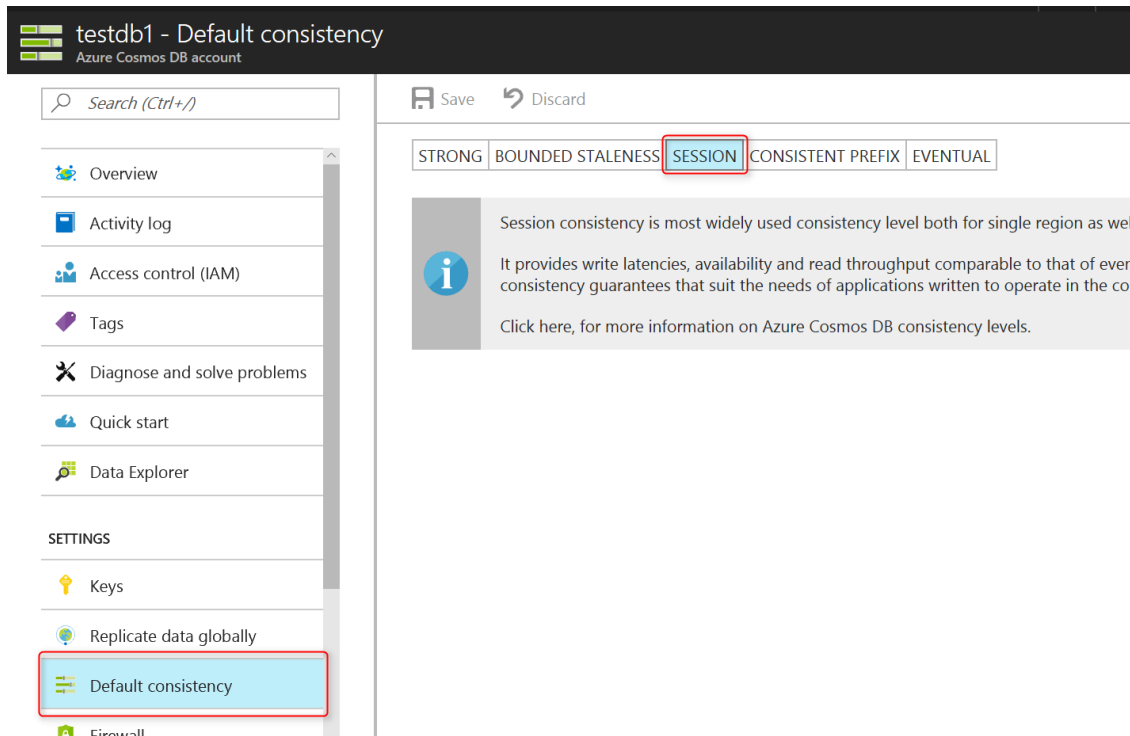 testdb1 - Default consistency
Azure Cosmos DB account
Search (Ctrl+/)
Overview
Activity log
Access control (IAM)
Tags
Diagnose and solve problems
Quick start
Data Explorer
SETTINGS
Keys
Replicate data globally
Default consistency
Firewall
Save Discard
STRONG BOUNDED STALENESS SESSION CONSISTENT PREFIX EVENTUAL
Session consistency is most widely used consistency level both for single region as
It provides write latencies, availability and read throughput comparable to that of
consistency guarantees that suit the needs of applications written to operate in the
Click here, for more information on Azure Cosmos DB consistency levels.